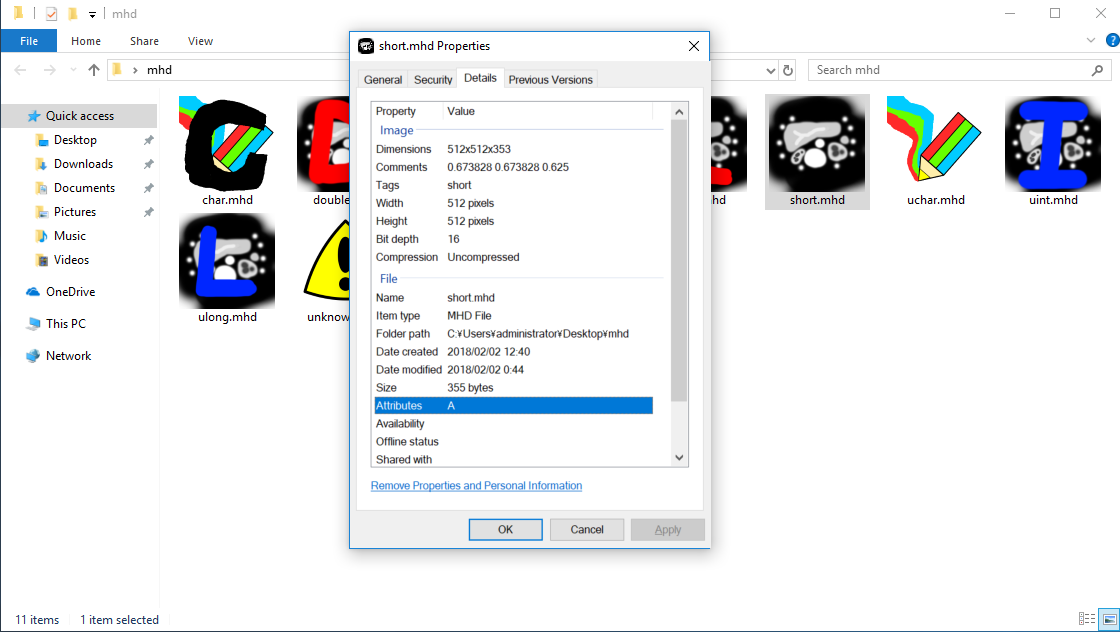 mhd
File Home Share View
mhd
Search mhd
Quick access
Desktop
Downloads
Documents
Pictures
Music
Videos
OneDrive
This PC
Network
char.mhd
double
hd
short.mhd
uchar.mhd
uint.mhd
ulong.mhd
unknow
short.mhd Properties
General Security Details Previous Versions
Property Value
Image
Dimensions 512x512x353
Comments 0.673828 0.673828 0.625
Tags short
Width 512 pixels
Height 512 pixels
Bit depth 16
Compression Uncompressed
File
Name short.mhd
Item type MHD File
Folder path C:¥Users¥administrator¥Desktop¥mhd
Date created 2018/02/02 12:40
Date modified 2018/02/02 0:44
Size 355 bytes
Attributes A
Availability
Offline status
Shared with
Remove Properties and Personal Information
OK Cancel Apply
11 items 1 item selected